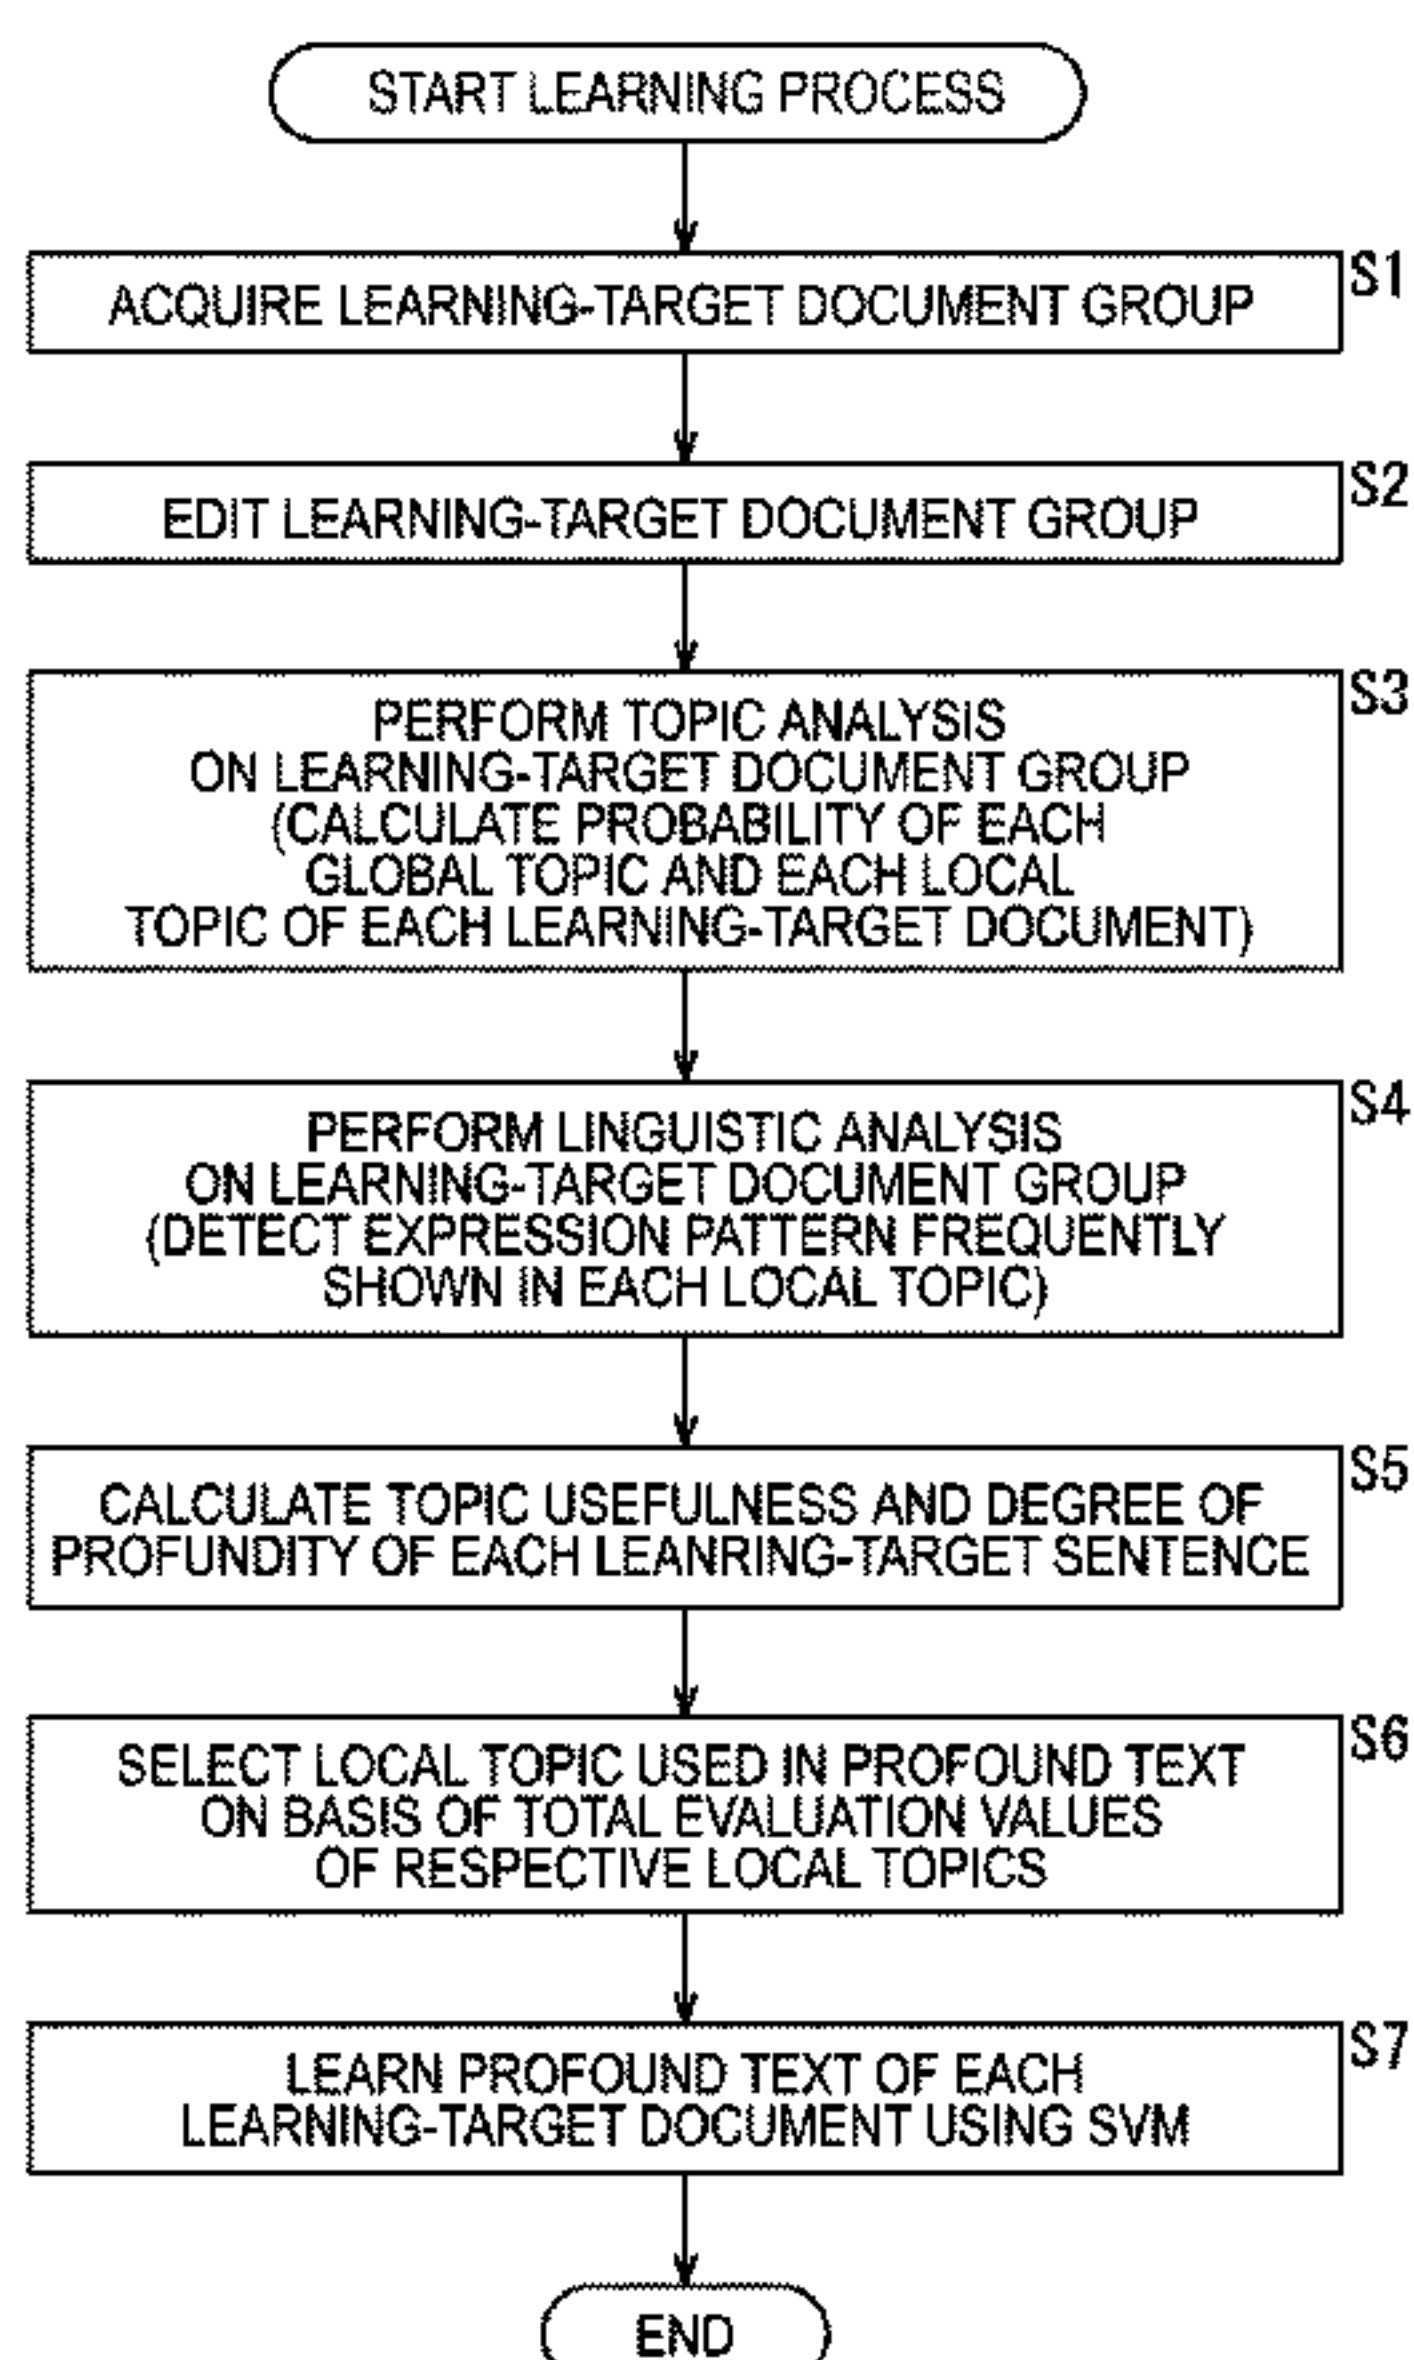 START LEARNING PROCESS
S1
ACQUIRE LEARNING-TARGET DOCUMENT GROUP
S2
EDIT LEARNING-TARGET DOCUMENT GROUP
S3
PERFORM TOPIC ANALYSIS
ON LEARNING-TARGET DOCUMENT GROUP
(CALCULATE PROBABILITY OF EACH
GLOBAL TOPIC AND EACH LOCAL
TOPIC OF EACH LEARNING-TARGET DOCUMENT)
S4
PERFORM LINGUISTIC ANALYSIS
ON LEARNING-TARGET DOCUMENT GROUP
(DETECT EXPRESSION PATTERN FREQUENTLY
SHOWN IN EACH LOCAL TOPIC)
S5
CALCULATE TOPIC USEFULNESS AND DEGREE OF
PROFUNDITY OF EACH LEANRING-TARGET SENTENCE
S6
SELECT LOCAL TOPIC USED IN PROFOUND TEXT
ON BASIS OF TOTAL EVALUATION VALUES
OF RESPECTIVE LOCAL TOPICS
S7
LEARN PROFOUND TEXT OF EACH
LEARNING-TARGET DOCUMENT USING SVM
END